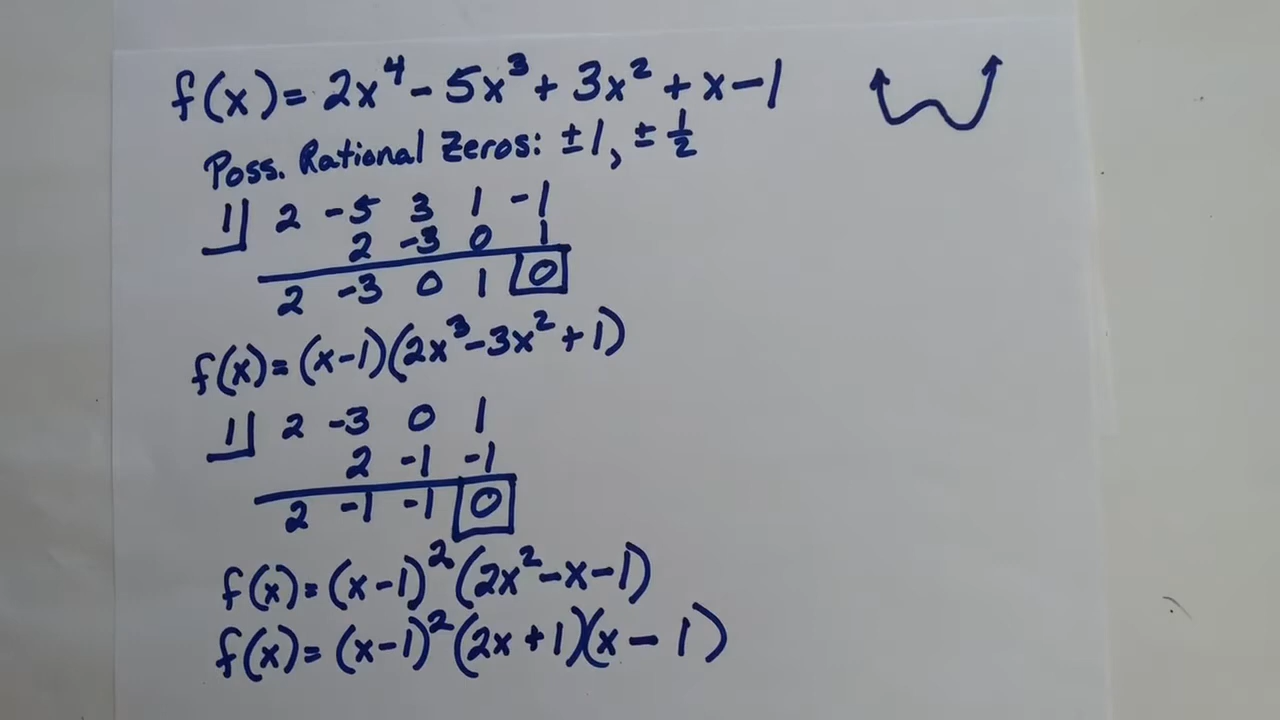 f(x) = 2x⁴ - 5x³ + 3x² + x - 1
Poss. Rational Zeros: ±1, ±1/2
1| 2 -5 3 1 -1
2 -3 0 1
2 -3 0 1 0
f(x) = (x-1)(2x³-3x²+1)
1| 2 -3 0 1
2 -1 -1
2 -1 -1 0
f(x) = (x-1)²(2x²-x-1)
f(x) = (x-1)²(2x+1)(x-1)